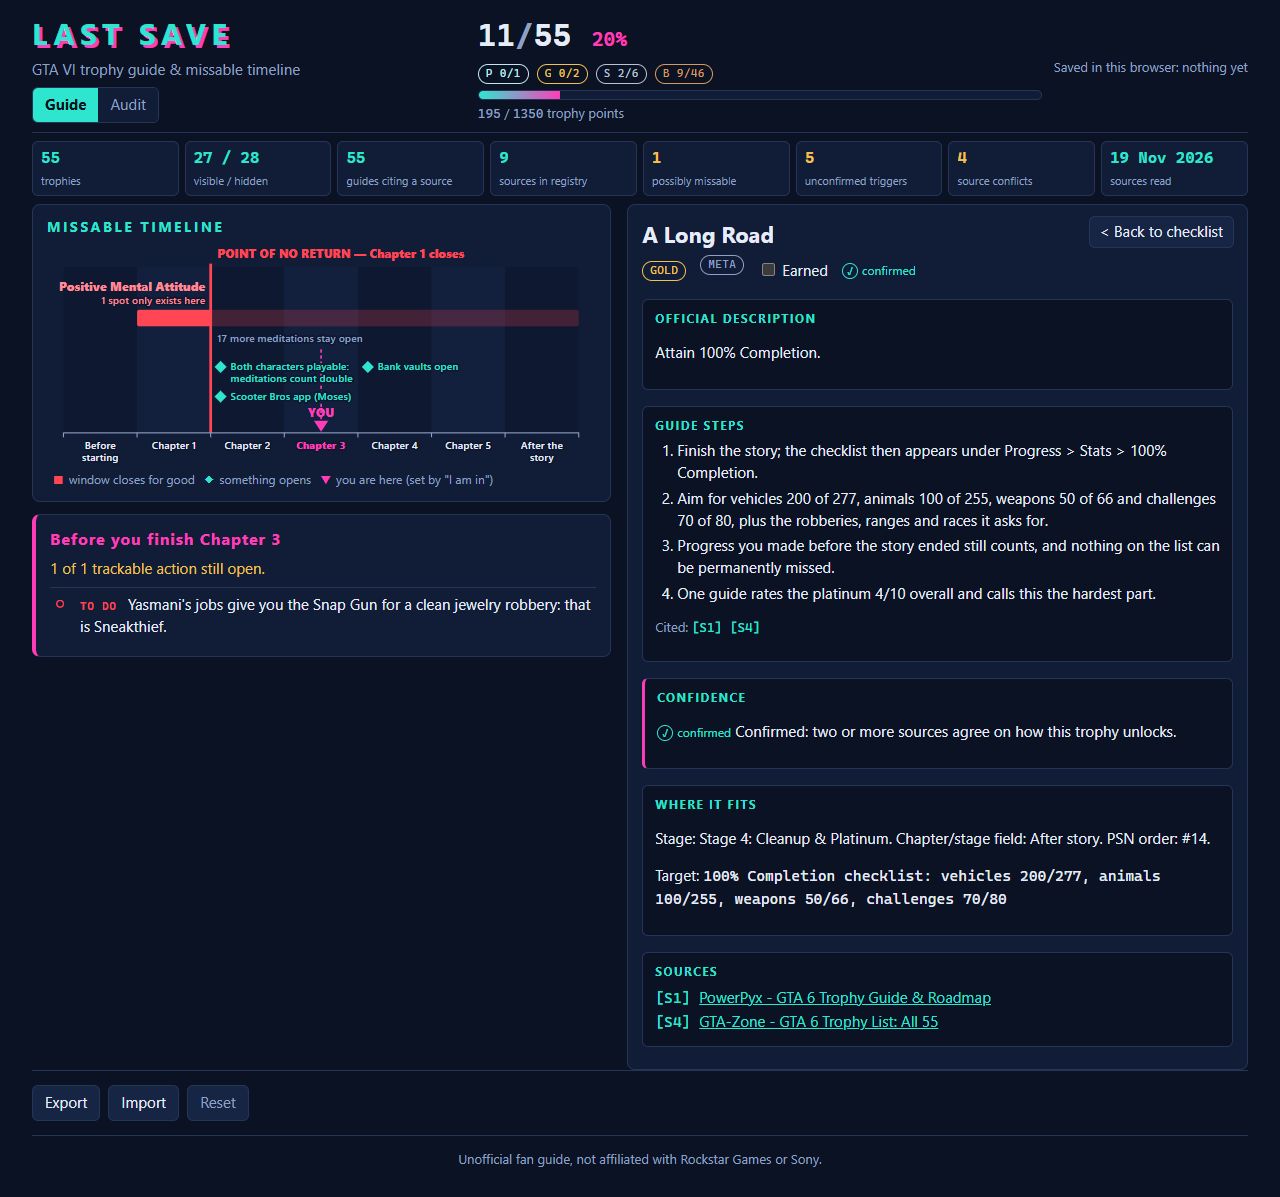 LAST SAVE
GTA VI trophy guide & missable timeline
Guide Audit
11/55 20%
P 0/1 G 0/2 S 2/6 B 9/46
195 / 1350 trophy points
Saved in this browser: nothing yet
55
trophies
27 / 28
visible / hidden
55
guides citing a source
9
sources in registry
1
possibly missable
5
unconfirmed triggers
4
source conflicts
19 Nov 2026
sources read
MISSABLE TIMELINE
POINT OF NO RETURN — Chapter 1 closes
Positive Mental Attitude
1 spot only exists here
17 more meditations stay open
Both characters playable:
meditations count double
Bank vaults open
Scooter Bros app (Moses)
YOU
Before
starting
Chapter 1
Chapter 2
Chapter 3
Chapter 4
Chapter 5
After the
story
window closes for good something opens you are here (set by "I am in")
Before you finish Chapter 3
1 of 1 trackable action still open.
TO DO Yasmani's jobs give you the Snap Gun for a clean jewelry robbery: that
is Sneakthief.
A Long Road
< Back to checklist
GOLD META Earned ✓ confirmed
OFFICIAL DESCRIPTION
Attain 100% Completion.
GUIDE STEPS
1. Finish the story; the checklist then appears under Progress > Stats > 100%
Completion.
2. Aim for vehicles 200 of 277, animals 100 of 255, weapons 50 of 66 and challenges
70 of 80, plus the robberies, ranges and races it asks for.
3. Progress you made before the story ended still counts, and nothing on the list can
be permanently missed.
4. One guide rates the platinum 4/10 overall and calls this the hardest part.
Cited: [S1] [S4]
CONFIDENCE
✓ confirmed Confirmed: two or more sources agree on how this trophy unlocks.
WHERE IT FITS
Stage: Stage 4: Cleanup & Platinum. Chapter/stage field: After story. PSN order: #14.
Target: 100% Completion checklist: vehicles 200/277, animals
100/255, weapons 50/66, challenges 70/80
SOURCES
[S1] PowerPyx - GTA 6 Trophy Guide & Roadmap
[S4] GTA-Zone - GTA 6 Trophy List: All 55
Export Import Reset
Unofficial fan guide, not affiliated with Rockstar Games or Sony.